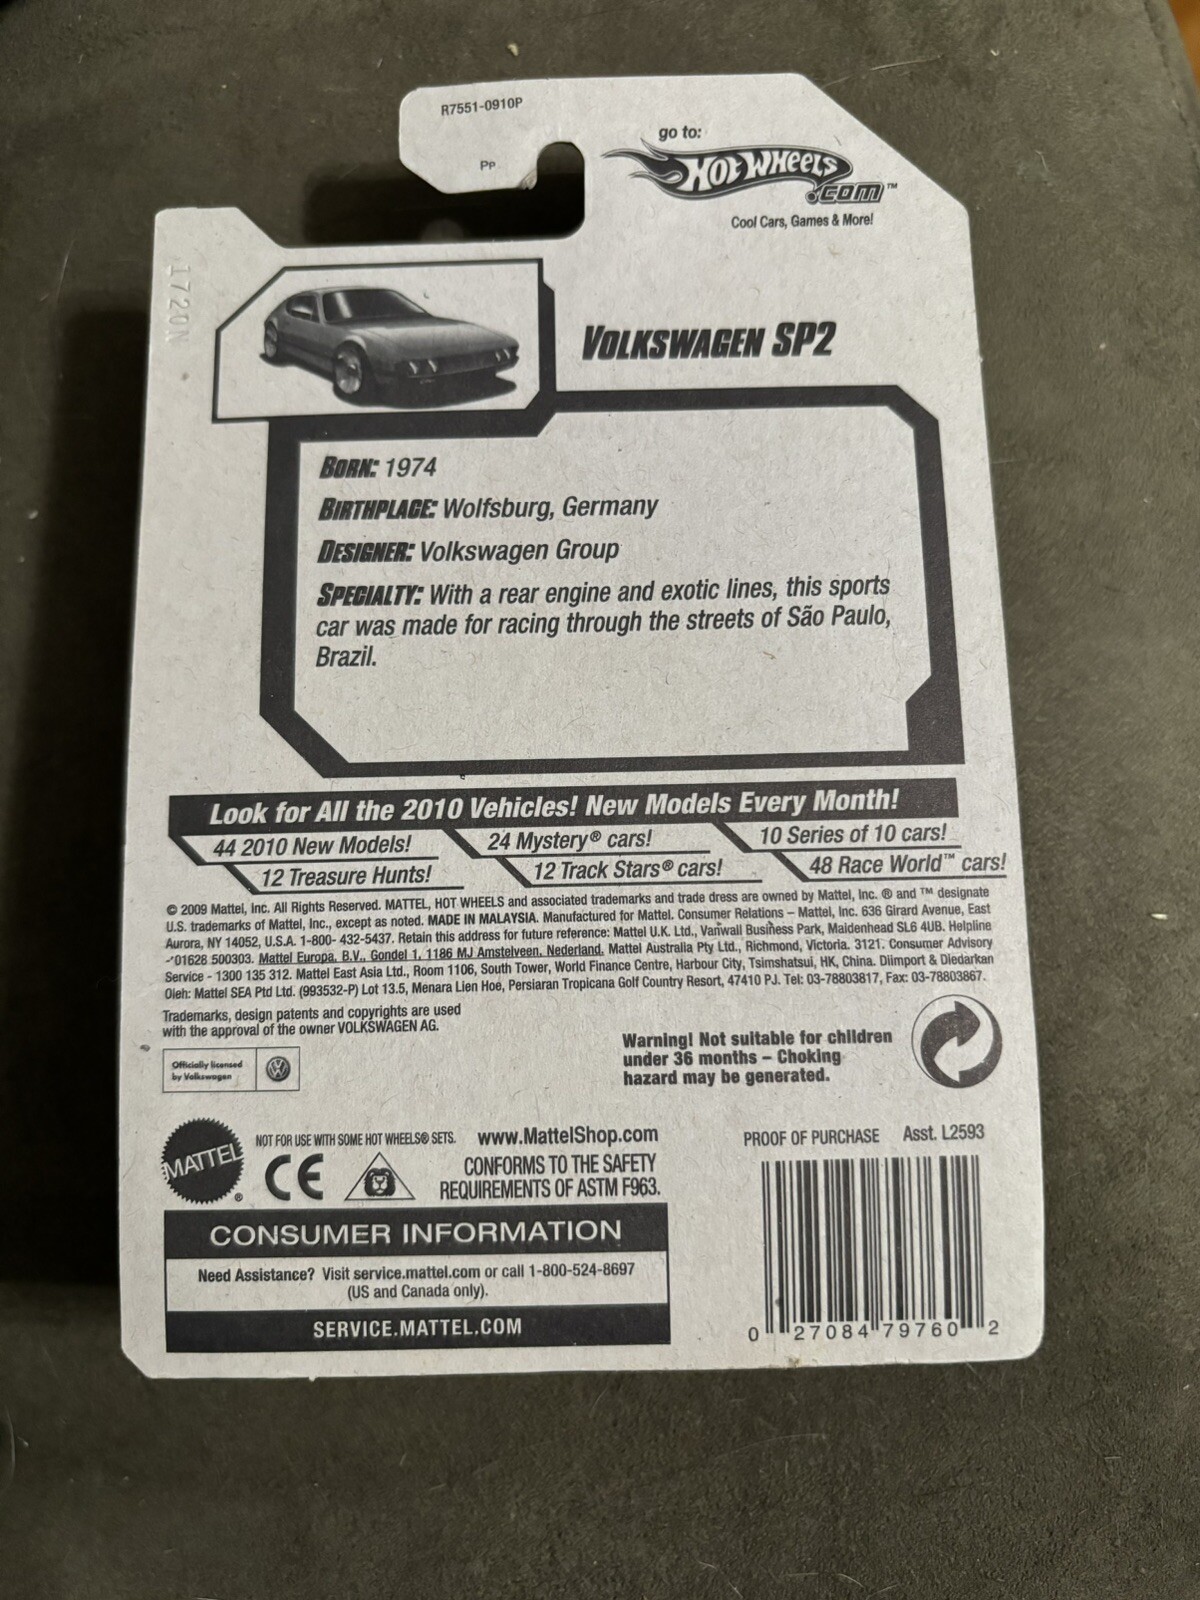 R7551-0910P
PP
go to:
HOT WHEELS
.COM™
Cool Cars, Games & More!
1720N
VOLKSWAGEN SP2
BORN: 1974
BIRTHPLACE: Wolfsburg, Germany
DESIGNER: Volkswagen Group
SPECIALTY: With a rear engine and exotic lines, this sports
car was made for racing through the streets of São Paulo,
Brazil.
Look for All the 2010 Vehicles! New Models Every Month!
44 2010 New Models!
24 Mystery® cars!
10 Series of 10 cars!
12 Treasure Hunts!
12 Track Stars® cars!
48 Race World™ cars!
© 2009 Mattel, Inc. All Rights Reserved. MATTEL, HOT WHEELS and associated trademarks and trade dress are owned by Mattel, Inc. ® and ™ designate
U.S. trademarks of Mattel, Inc., except as noted. MADE IN MALAYSIA. Manufactured for Mattel. Consumer Relations – Mattel, Inc. 636 Girard Avenue, East
Aurora, NY 14052, U.S.A. 1-800- 432-5437. Retain this address for future reference: Mattel U.K. Ltd., Vanwall Business Park, Maidenhead SL6 4UB. Helpline
01628 500303. Mattel Europa, B.V., Gondel 1, 1186 MJ Amstelveen, Nederland. Mattel Australia Pty Ltd., Richmond, Victoria. 3121. Consumer Advisory
Service - 1300 135 312. Mattel East Asia Ltd., Room 1106, South Tower, World Finance Centre, Harbour City, Tsimshatsui, HK, China. Diimport & Diedarkan
Oleh: Mattel SEA Ptd Ltd. (993532-P) Lot 13.5, Menara Lien Hoe, Persiaran Tropicana Golf Country Resort, 47410 PJ. Tel: 03-78803817, Fax: 03-78803867.
Trademarks, design patents and copyrights are used
with the approval of the owner VOLKSWAGEN AG.
Officially licensed
by Volkswagen
Warning! Not suitable for children
under 36 months – Choking
hazard may be generated.
MATTEL®
NOT FOR USE WITH SOME HOT WHEELS® SETS.
www.MattelShop.com
CE
CONFORMS TO THE SAFETY
REQUIREMENTS OF ASTM F963.
PROOF OF PURCHASE Asst. L2593
CONSUMER INFORMATION
Need Assistance? Visit service.mattel.com or call 1-800-524-8697
(US and Canada only).
SERVICE.MATTEL.COM
0 27084 79760 2